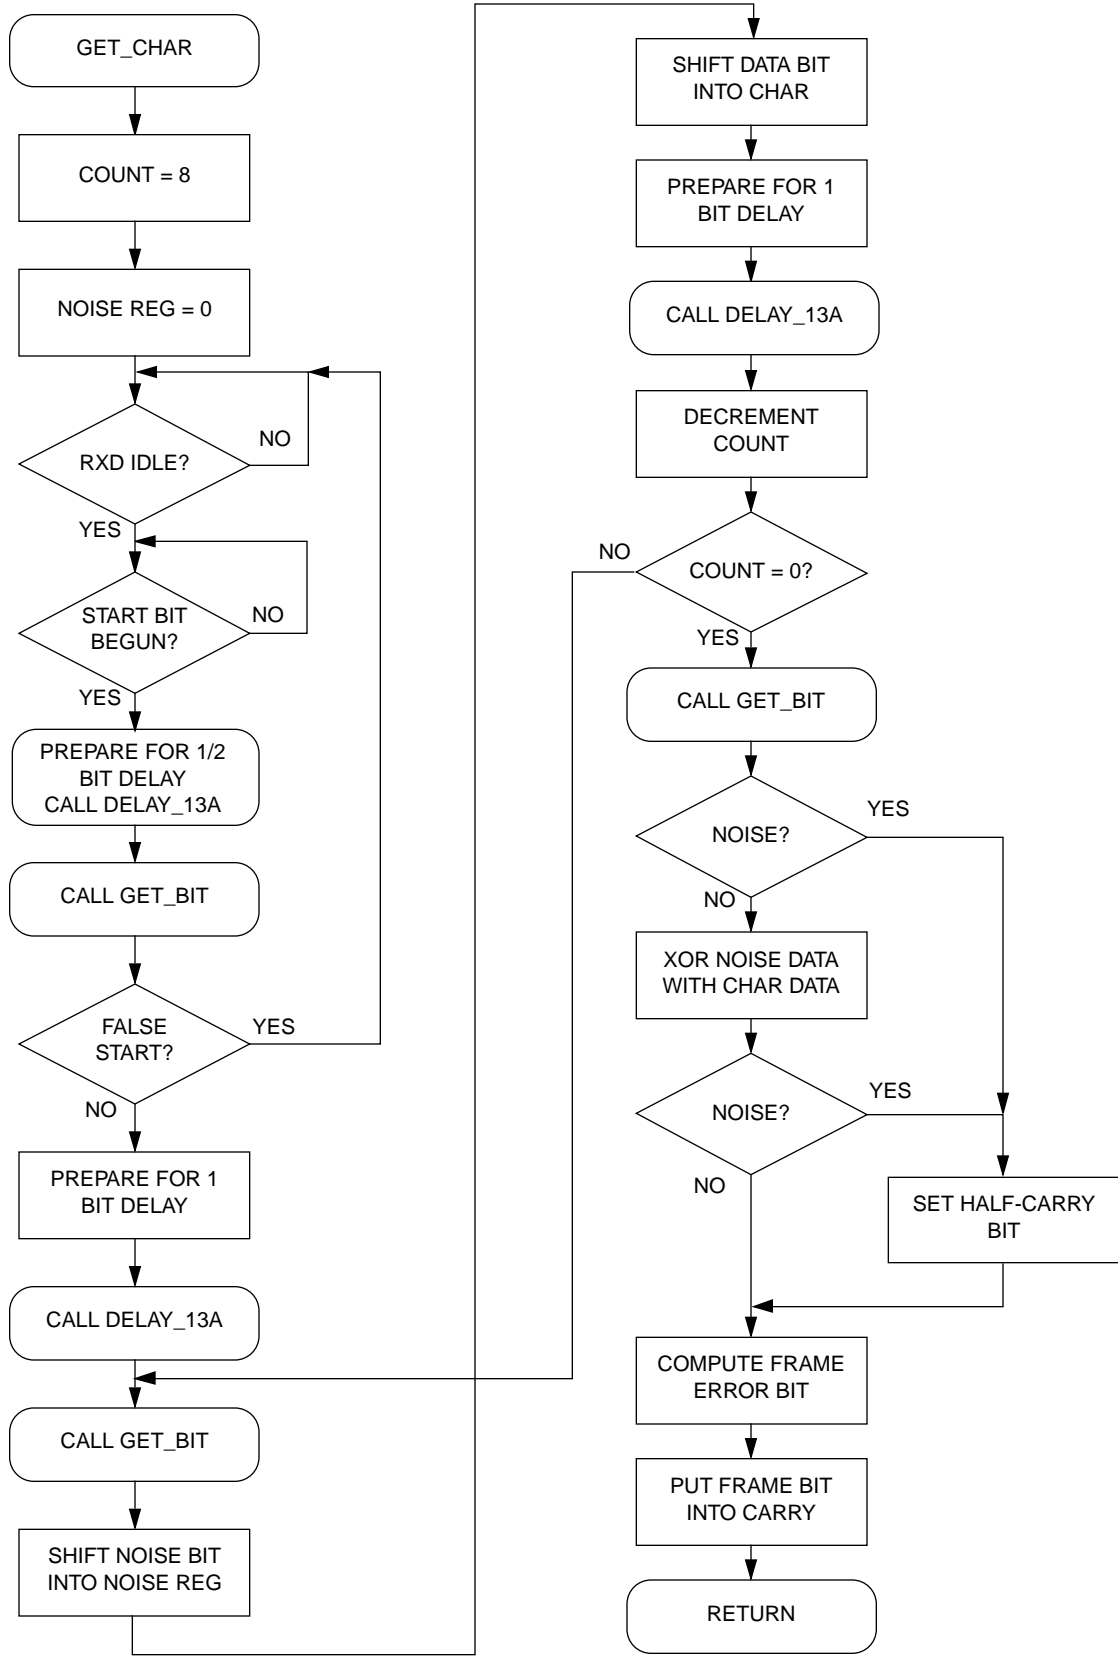 GET_CHAR
COUNT = 8
NOISE REG = 0
RXD IDLE?
NO
YES
START BIT
BEGUN?
NO
YES
PREPARE FOR 1/2
BIT DELAY
CALL DELAY_13A
CALL GET_BIT
FALSE
START?
YES
NO
PREPARE FOR 1
BIT DELAY
CALL DELAY_13A
CALL GET_BIT
SHIFT NOISE BIT
INTO NOISE REG
SHIFT DATA BIT
INTO CHAR
PREPARE FOR 1
BIT DELAY
CALL DELAY_13A
DECREMENT
COUNT
NO
COUNT = 0?
YES
CALL GET_BIT
NOISE?
YES
NO
XOR NOISE DATA
WITH CHAR DATA
NOISE?
YES
NO
SET HALF-CARRY
BIT
COMPUTE FRAME
ERROR BIT
PUT FRAME BIT
INTO CARRY
RETURN